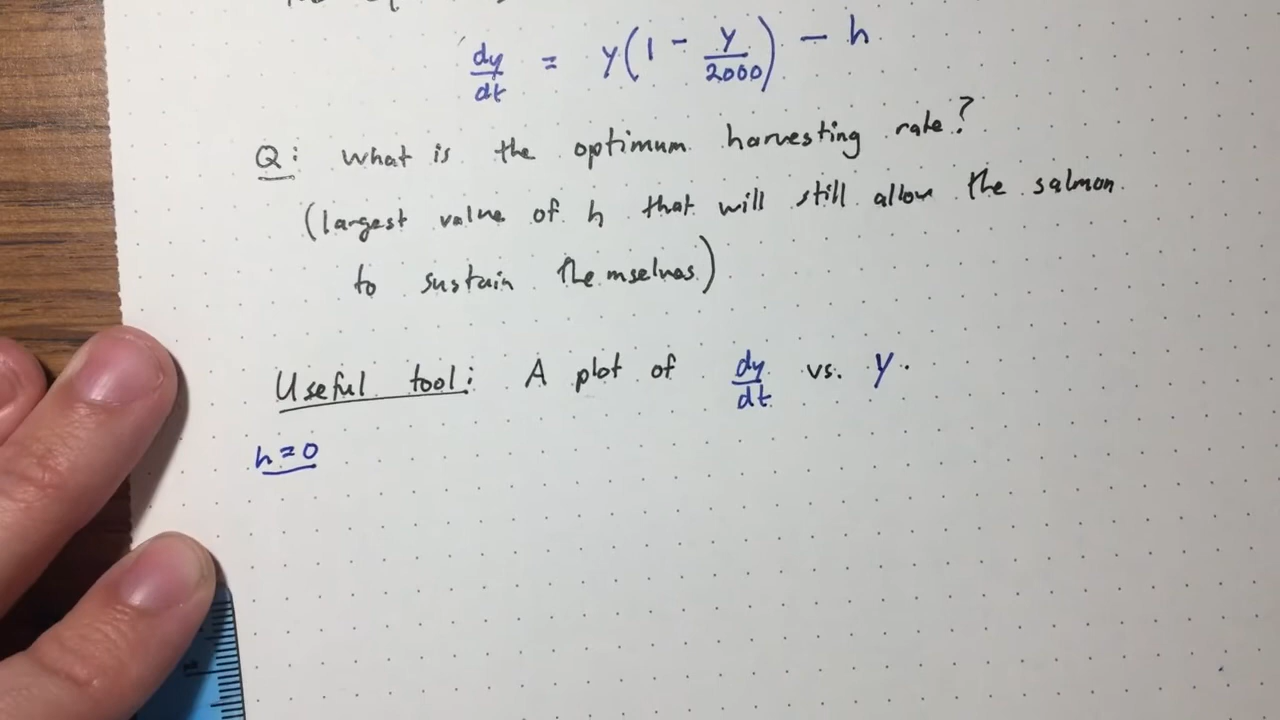 dy/dt = y(1 - y/2000) - h
Q: What is the optimum harvesting rate?
(largest value of h that will still allow the salmon
to sustain themselves)
Useful tool: A plot of dy/dt vs. y.
h=0